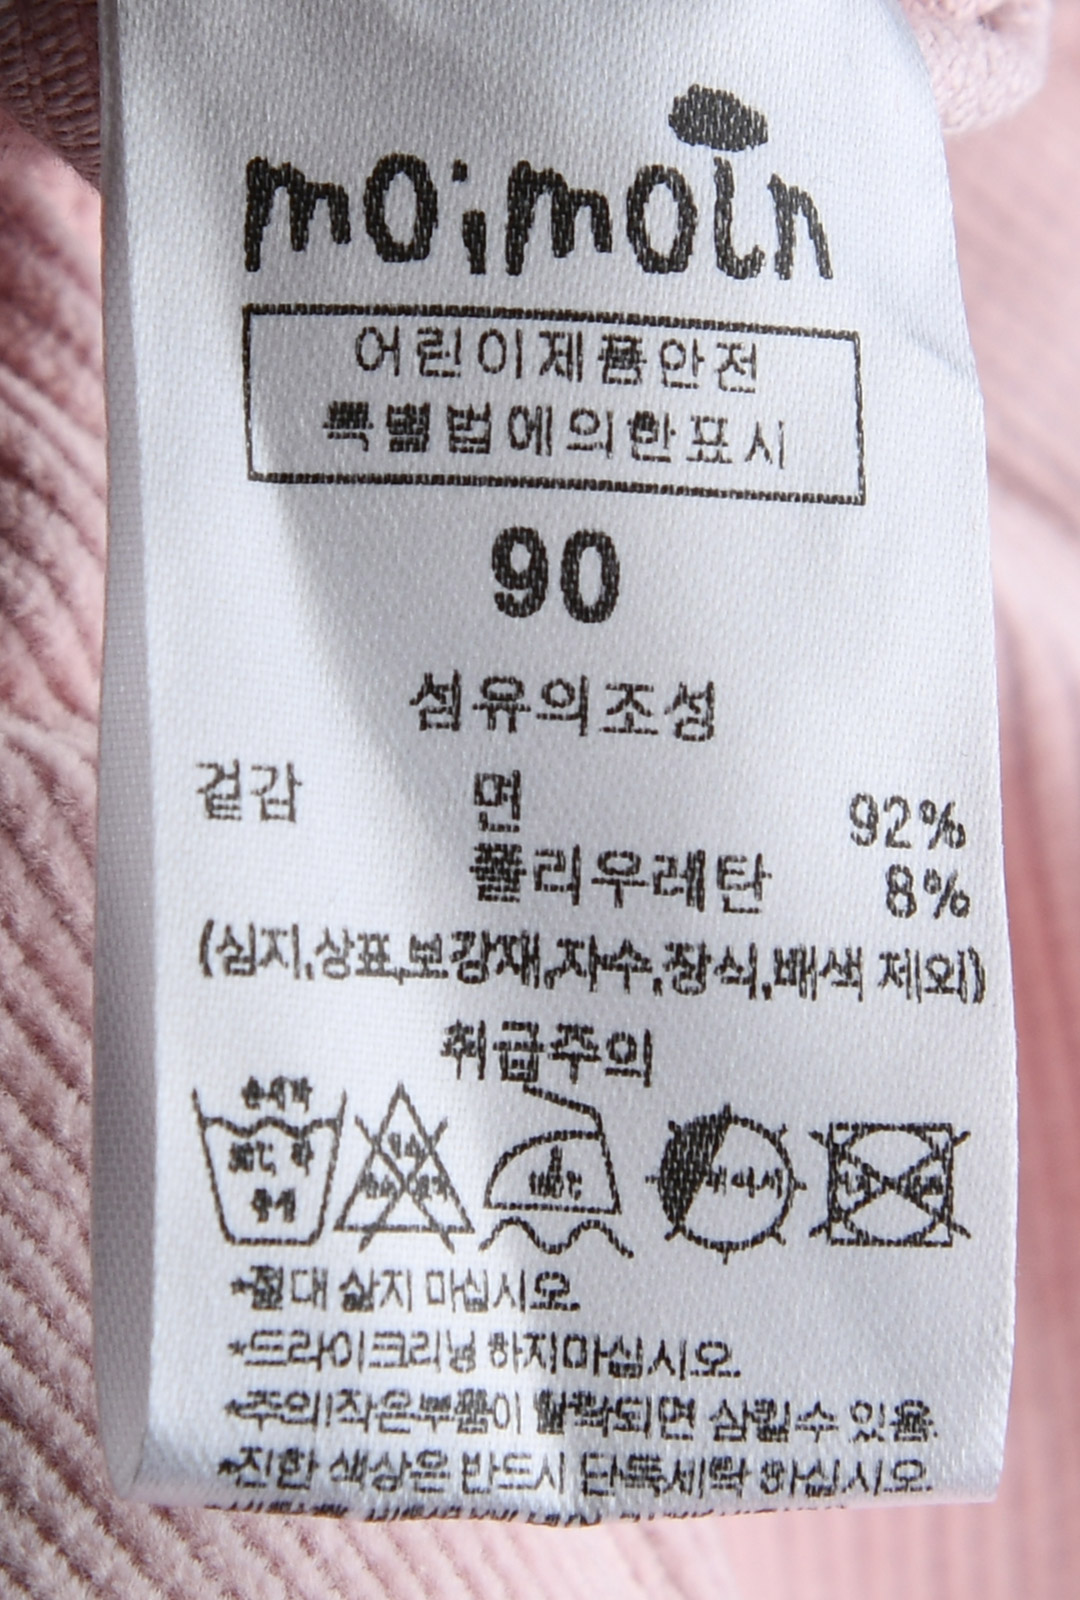 moimoln
어린이제품안전
특별법에의한표시
90
섬유의조성
겉감 면 92%
폴리우레탄 8%
(심지,상표,보강재,자수,장식,배색 제외)
취급주의
손세탁
중성
*절대 삶지 마십시오.
*드라이크리닝 하지마십시오.
*주의!작은부품이 탈락되면 삼킬수 있음.
*진한 색상은 반드시 단독세탁 하십시오.